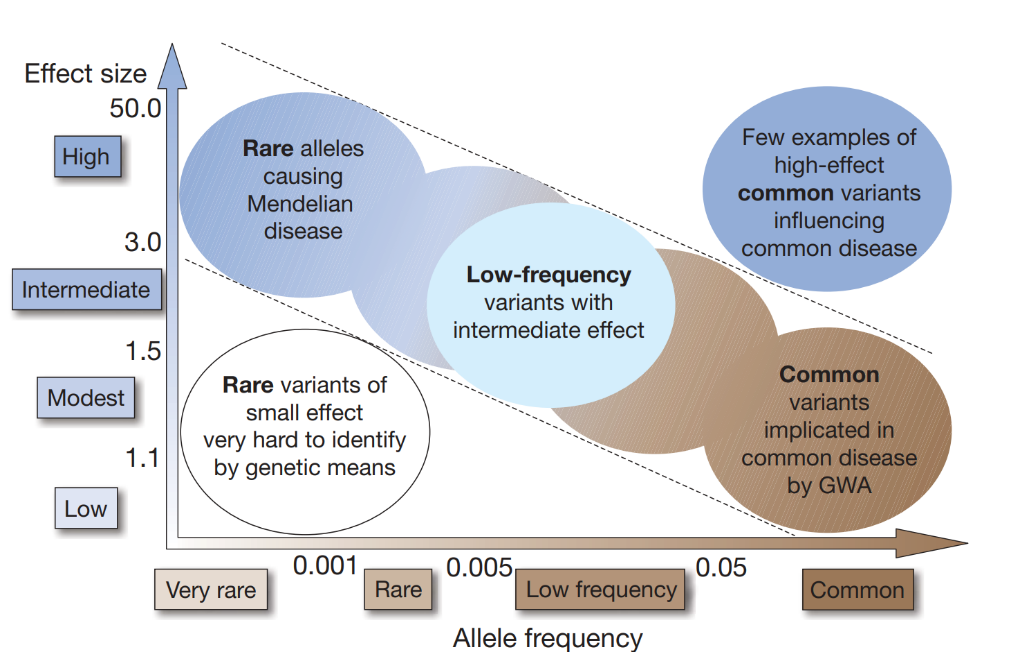 Effect size
50.0
High
3.0
Intermediate
1.5
Modest
1.1
Low
Rare alleles
causing
Mendelian
disease
Few examples of
high-effect
common variants
influencing
common disease
Low-frequency
variants with
intermediate effect
Rare variants of
small effect
very hard to identify
by genetic means
Common
variants
implicated in
common disease
by GWA
0.001
0.005
0.05
Very rare
Rare
Low frequency
Common
Allele frequency